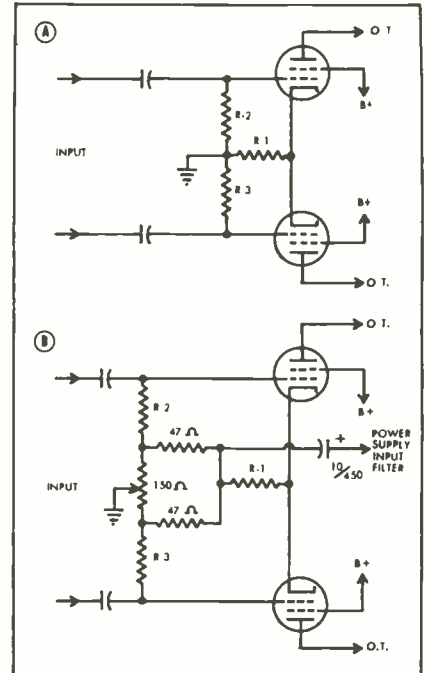 A
O T
R-2
B+
INPUT
R 1
R 3
B+
O T.
B
O T.
R 2
B+
47 Ω
POWER
SUPPLY
INPUT
FILTER
+
10/450
INPUT
150 Ω
R-1
47 Ω
R 3
B+
O.T.